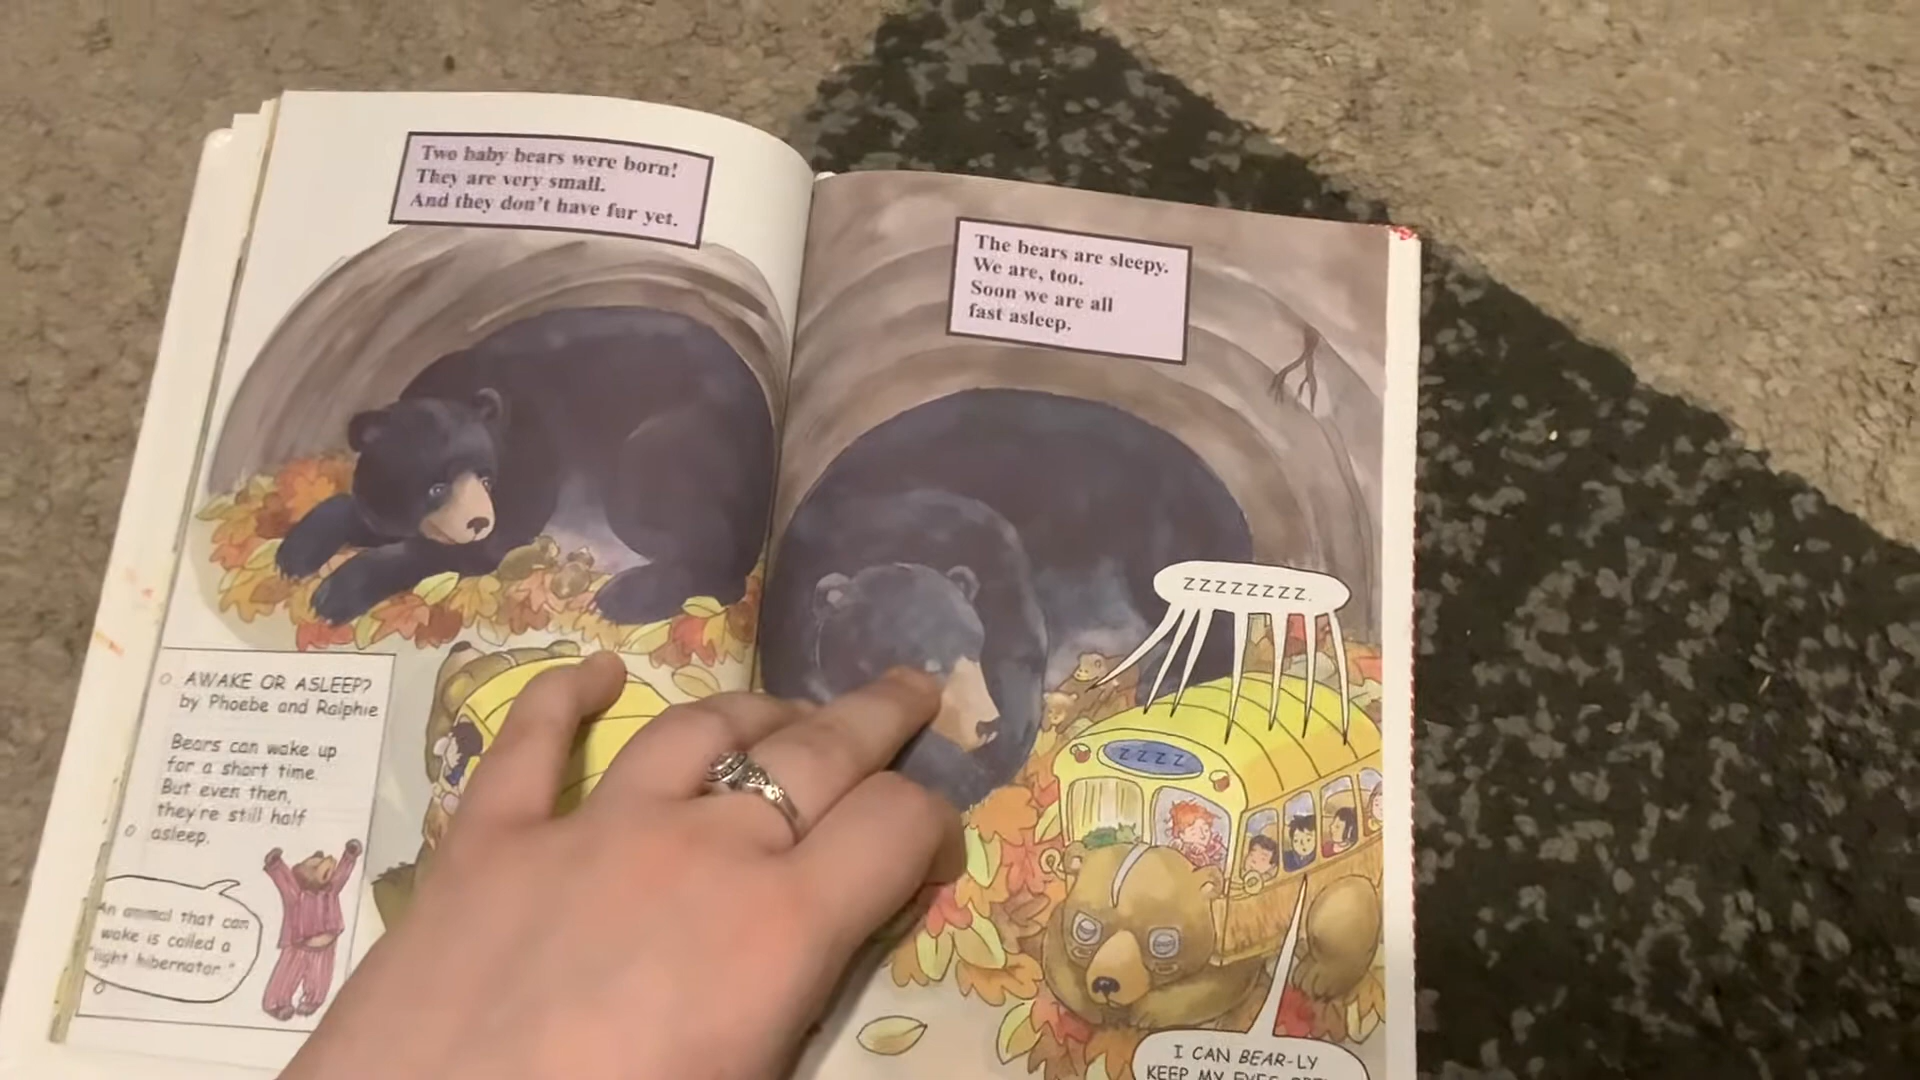 Two baby bears were born!
They are very small.
And they don't have fur yet.
AWAKE OR ASLEEP?
by Phoebe and Ralphie
Bears can wake up
for a short time.
But even then,
they're still half
asleep.
An animal that can
wake is called a
"light hibernator."
The bears are sleepy.
We are, too.
Soon we are all
fast asleep.
ZZZZZZZZ.
ZZZZ
I CAN BEAR-LY
KEEP MY EYES